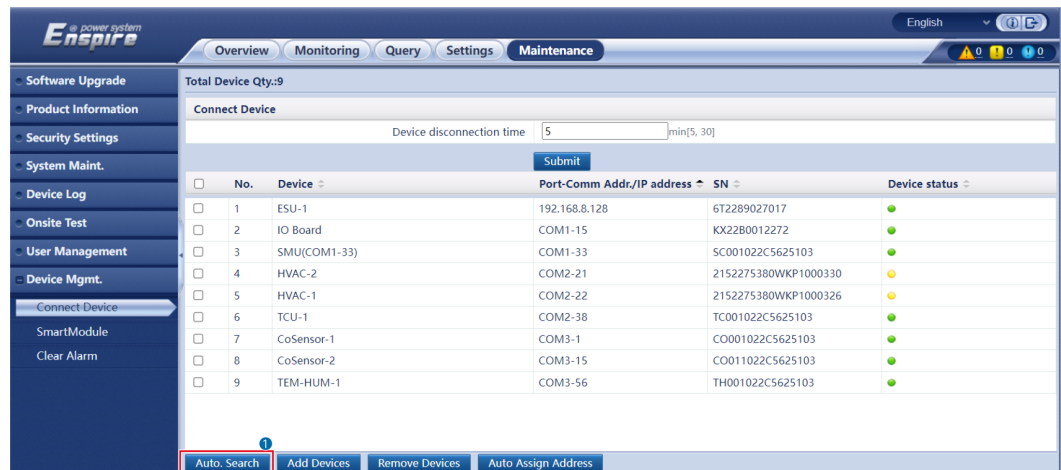 English
@ power system
Enspire
Overview Monitoring Query Settings Maintenance
0 0 0
Software Upgrade
Product Information
Security Settings
System Maint.
Device Log
Onsite Test
User Management
Device Mgmt.
Connect Device
SmartModule
Clear Alarm
Total Device Qty.:9
Connect Device
Device disconnection time 5 min[5, 30]
Submit
No. Device Port-Comm Addr./IP address SN Device status
1 ESU-1 192.168.8.128 6T2289027017
2 IO Board COM1-15 KX22B0012272
3 SMU(COM1-33) COM1-33 SC001022C5625103
4 HVAC-2 COM2-21 2152275380WKP1000330
5 HVAC-1 COM2-22 2152275380WKP1000326
6 TCU-1 COM2-38 TC001022C5625103
7 CoSensor-1 COM3-1 CO001022C5625103
8 CoSensor-2 COM3-15 CO011022C5625103
9 TEM-HUM-1 COM3-56 TH001022C5625103
1
Auto. Search Add Devices Remove Devices Auto Assign Address